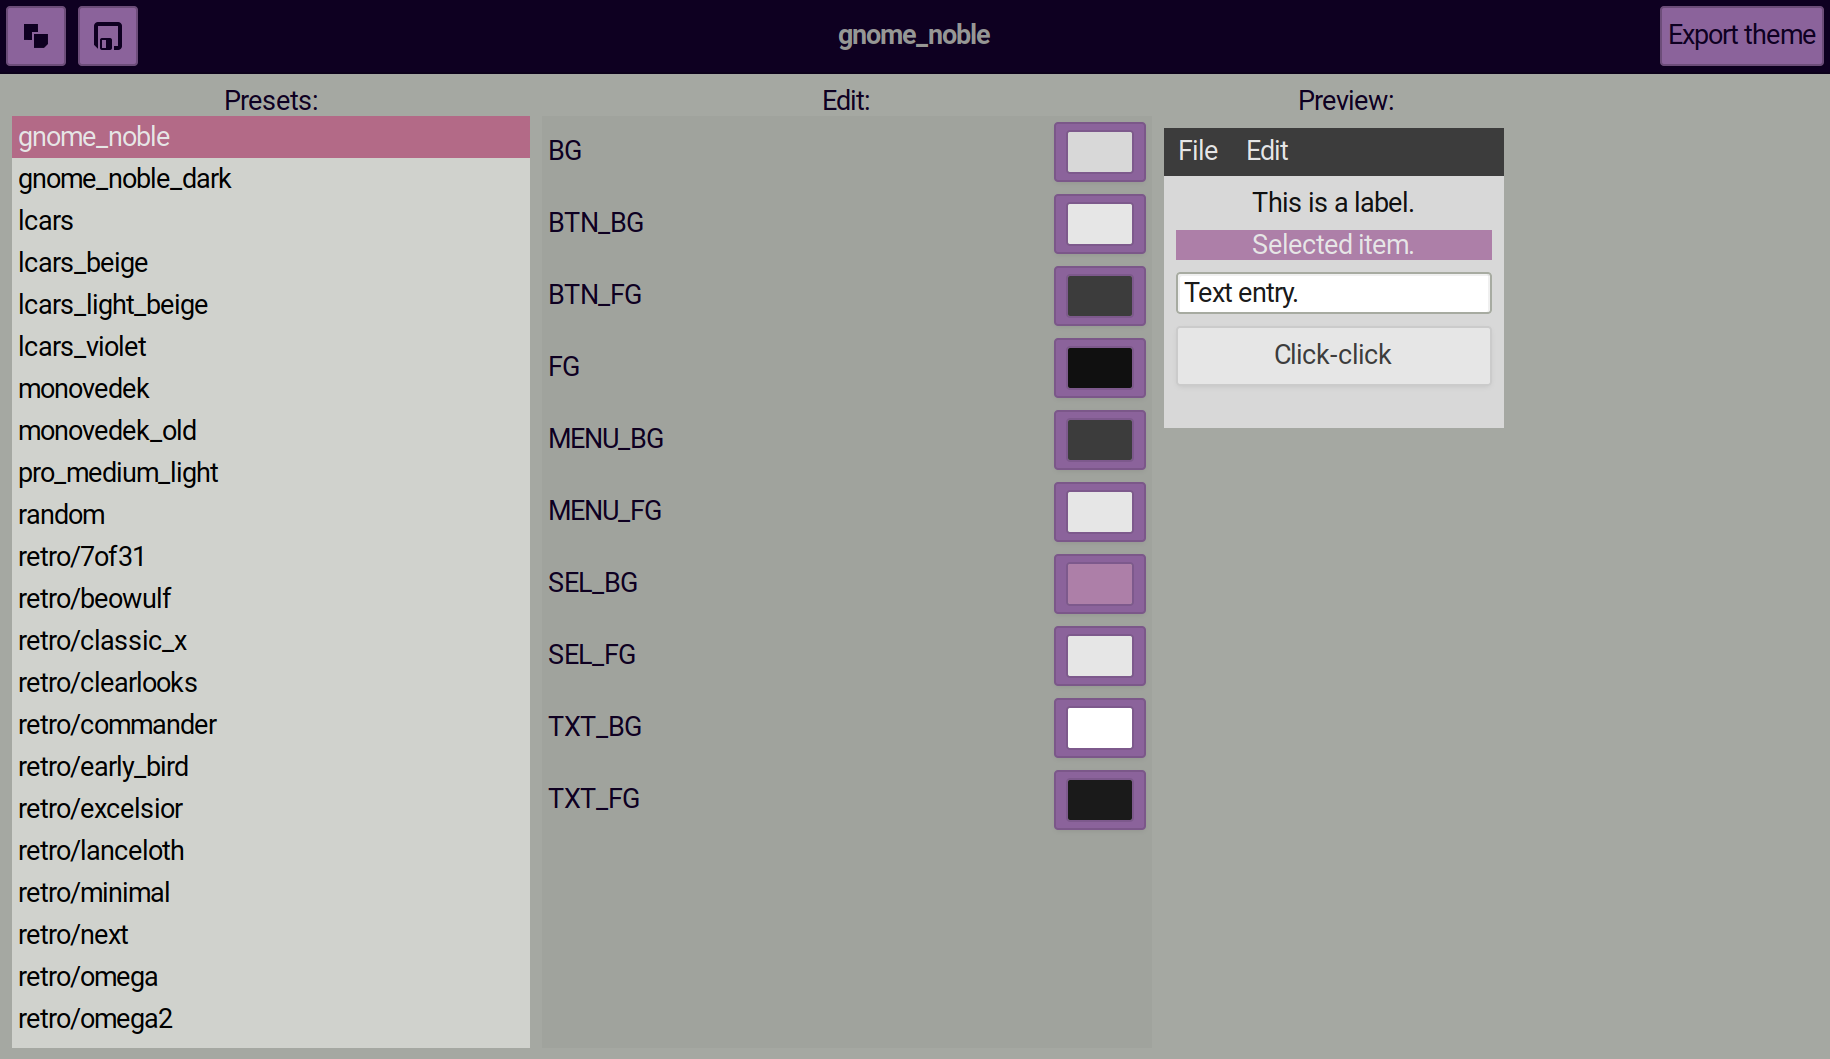 gnome_noble
Export theme
Presets:
gnome_noble
gnome_noble_dark
lcars
lcars_beige
lcars_light_beige
lcars_violet
monovedek
monovedek_old
pro_medium_light
random
retro/7of31
retro/beowulf
retro/classic_x
retro/clearlooks
retro/commander
retro/early_bird
retro/excelsior
retro/lanceloth
retro/minimal
retro/next
retro/omega
retro/omega2
Edit:
BG
BTN_BG
BTN_FG
FG
MENU_BG
MENU_FG
SEL_BG
SEL_FG
TXT_BG
TXT_FG
Preview:
File Edit
This is a label.
Selected item.
Text entry.
Click-click